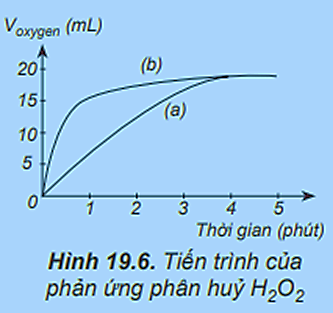 V oxygen (mL)
20
(b)
15
(a)
10
5
0
1 2 3 4 5
Thời gian (phút)
Hình 19.6. Tiến trình của
phản ứng phân huỷ H₂O₂